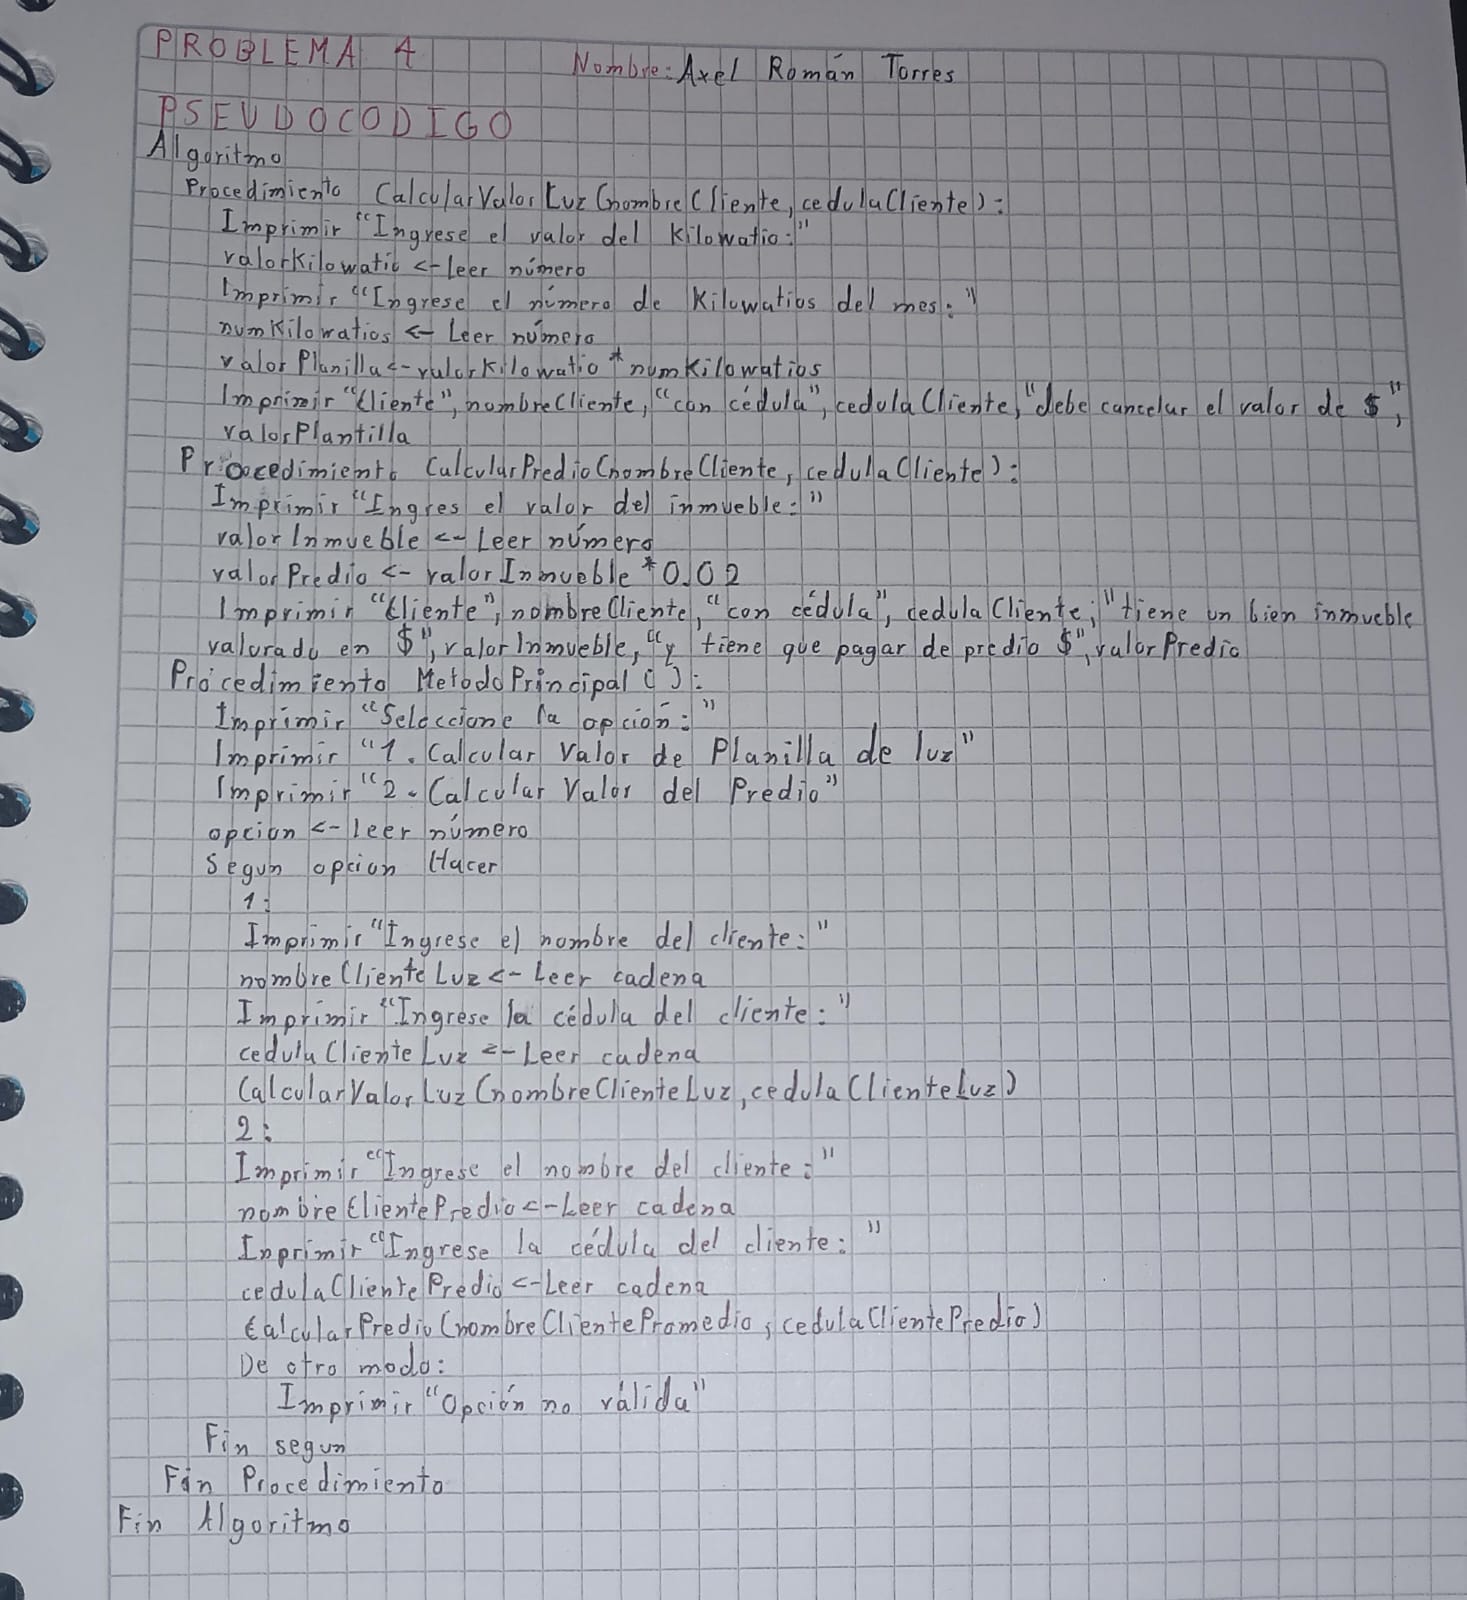 PROBLEMA 4
Nombre: Axel Román Torres
PSEUDOCODIGO
Algoritmo
Procedimiento CalcularValorLuz(nombreCliente, cedulaCliente):
Imprimir "Ingrese el valor del Kilowatio:"
valorKilowatio <- leer número
Imprimir "Ingrese el número de Kilowatios del mes:"
numKilowatios <- Leer número
valorPlanilla <- valorKilowatio * numKilowatios
Imprimir "Cliente", nombreCliente, "con cédula", cedulaCliente, "debe cancelar el valor de $",
valorPlantilla
Procedimiento CalcularPredio(nombreCliente, cedulaCliente):
Imprimir "Ingres el valor del inmueble:"
valorInmueble <- Leer número
valorPredio <- valorInmueble * 0.02
Imprimir "Cliente", nombreCliente, "con cédula", cedulaCliente, "tiene un bien inmueble
valorado en $", valorInmueble, "y tiene que pagar de predio $", valorPredio
Procedimiento MetodoPrincipal():
Imprimir "Seleccione la opción:"
Imprimir "1. Calcular Valor de Planilla de luz"
Imprimir "2. Calcular Valor del Predio"
opcion <- leer número
Segun opcion Hacer
1:
Imprimir "Ingrese el nombre del cliente:"
nombreClienteLuz <- Leer cadena
Imprimir "Ingrese la cédula del cliente:"
cedulaClienteLuz <- Leer cadena
CalcularValorLuz(nombreClienteLuz, cedulaClienteLuz)
2:
Imprimir "Ingrese el nombre del cliente:"
nombreClientePredio <- Leer cadena
Inprimir "Ingrese la cédula del cliente:"
cedulaClientePredio <- Leer cadena
CalcularPredio(nombreClientePromedio, cedulaClientePredio)
De otro modo:
Imprimir "Opción no válida"
Fin segun
Fin Procedimiento
Fin Algoritmo